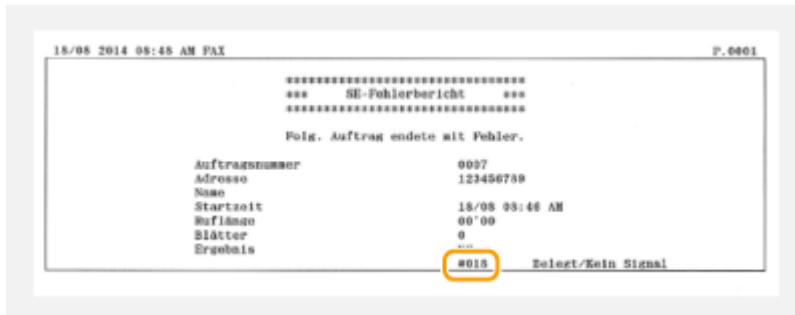 18/08 2014 08:48 AM FAX P.0001
*********************************
*** SE-Fehlerbericht ***
*********************************
Folg. Auftrag endete mit Fehler.
Auftragsnummer 0007
Adresse 123456789
Name
Startzeit 18/08 08:46 AM
Ruflänge 00'00
Blätter 0
Ergebnis
#018 Belegt/Kein Signal